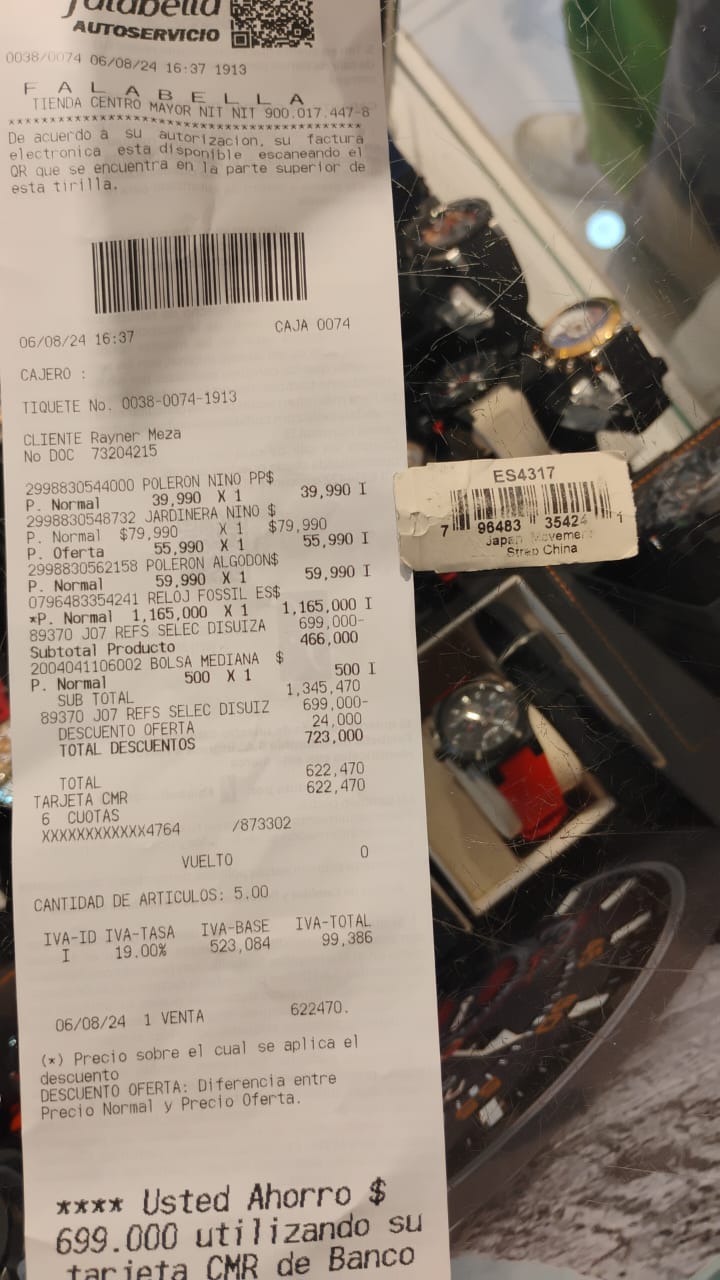 falabella
AUTOSERVICIO
0038/0074 06/08/24 16:37 1913
F A L A B E L L A
TIENDA CENTRO MAYOR NIT NIT 900.017.447-8
******************************************
De acuerdo a su autorizacion, su factura
electronica esta disponible escaneando el
QR que se encuentra en la parte superior de
esta tirilla.
06/08/24 16:37 CAJA 0074
CAJERO :
TIQUETE No. 0038-0074-1913
CLIENTE Rayner Meza
No DOC 73204215
2998830544000 POLERON NINO PP$
P. Normal 39,990 X 1 39,990 I
2998830548732 JARDINERA NINO $
P. Normal $79,990 X 1 $79,990
P. Oferta 55,990 X 1 55,990 I
2998830562158 POLERON ALGODON$
P. Normal 59,990 X 1 59,990 I
0796483354241 RELOJ FOSSIL ES$
*P. Normal 1,165,000 X 1 1,165,000 I
89370 J07 REFS SELEC DISUIZA 699,000-
Subtotal Producto 466,000
2004041106002 BOLSA MEDIANA $
P. Normal 500 X 1 500 I
SUB TOTAL 1,345,470
89370 J07 REFS SELEC DISUIZ 699,000-
DESCUENTO OFERTA 24,000
TOTAL DESCUENTOS 723,000
TOTAL 622,470
TARJETA CMR 622,470
6 CUOTAS
XXXXXXXXXXXX4764 /873302
VUELTO 0
CANTIDAD DE ARTICULOS: 5.00
IVA-ID IVA-TASA IVA-BASE IVA-TOTAL
I 19.00% 523,084 99,386
06/08/24 1 VENTA 622470.
(*) Precio sobre el cual se aplica el
descuento
DESCUENTO OFERTA: Diferencia entre
Precio Normal y Precio Oferta.
**** Usted Ahorro $
699.000 utilizando su
tarjeta CMR de Banco
ES4317
7 96483 35424 1
Japan Movement
Strap China